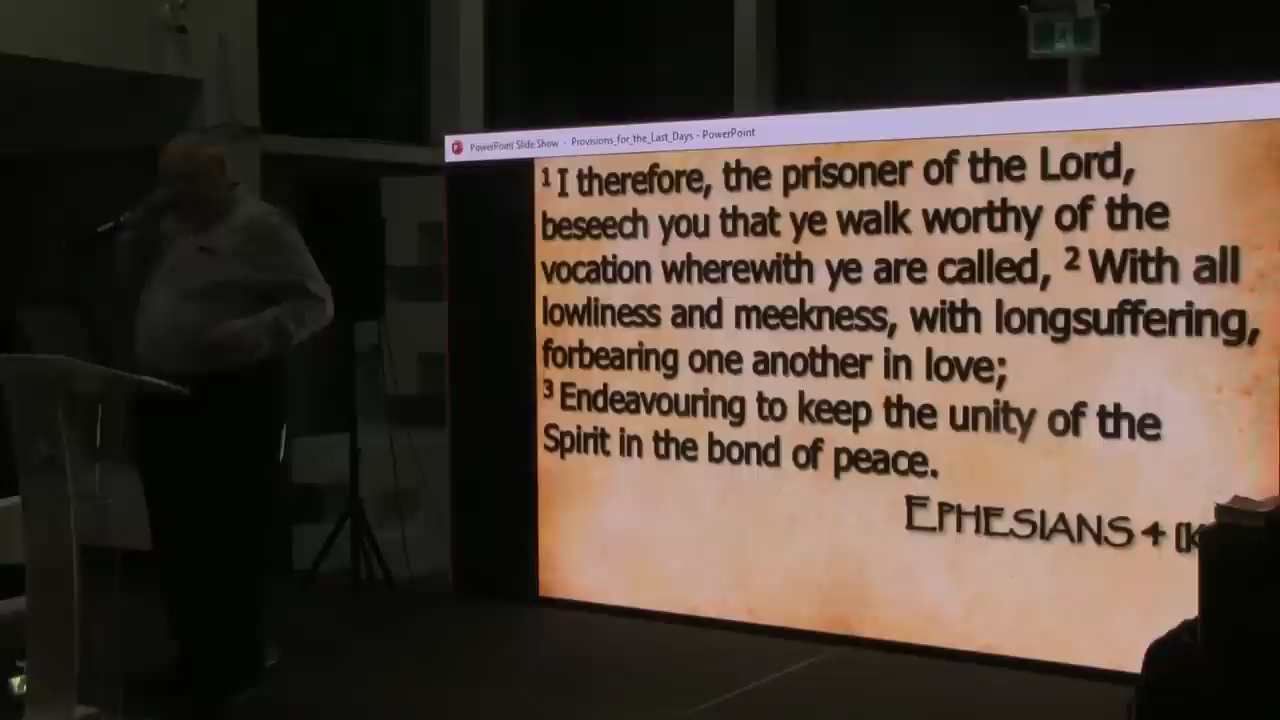 PowerPoint Slide Show - Provisions_for_the_Last_Days - PowerPoint
1 I therefore, the prisoner of the Lord,
beseech you that ye walk worthy of the
vocation wherewith ye are called, 2 With all
lowliness and meekness, with longsuffering,
forbearing one another in love;
3 Endeavouring to keep the unity of the
Spirit in the bond of peace.
EPHESIANS 4 (K